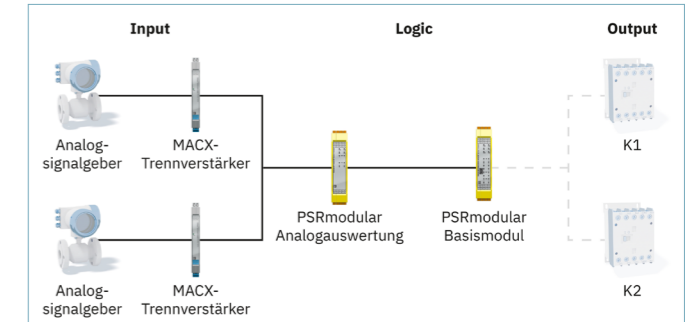 Input
Logic
Output
Analog-
signalgeber
MACX-
Trennverstärker
K1
PSRmodular
Analogauswertung
PSRmodular
Basismodul
Analog-
signalgeber
MACX-
Trennverstärker
K2